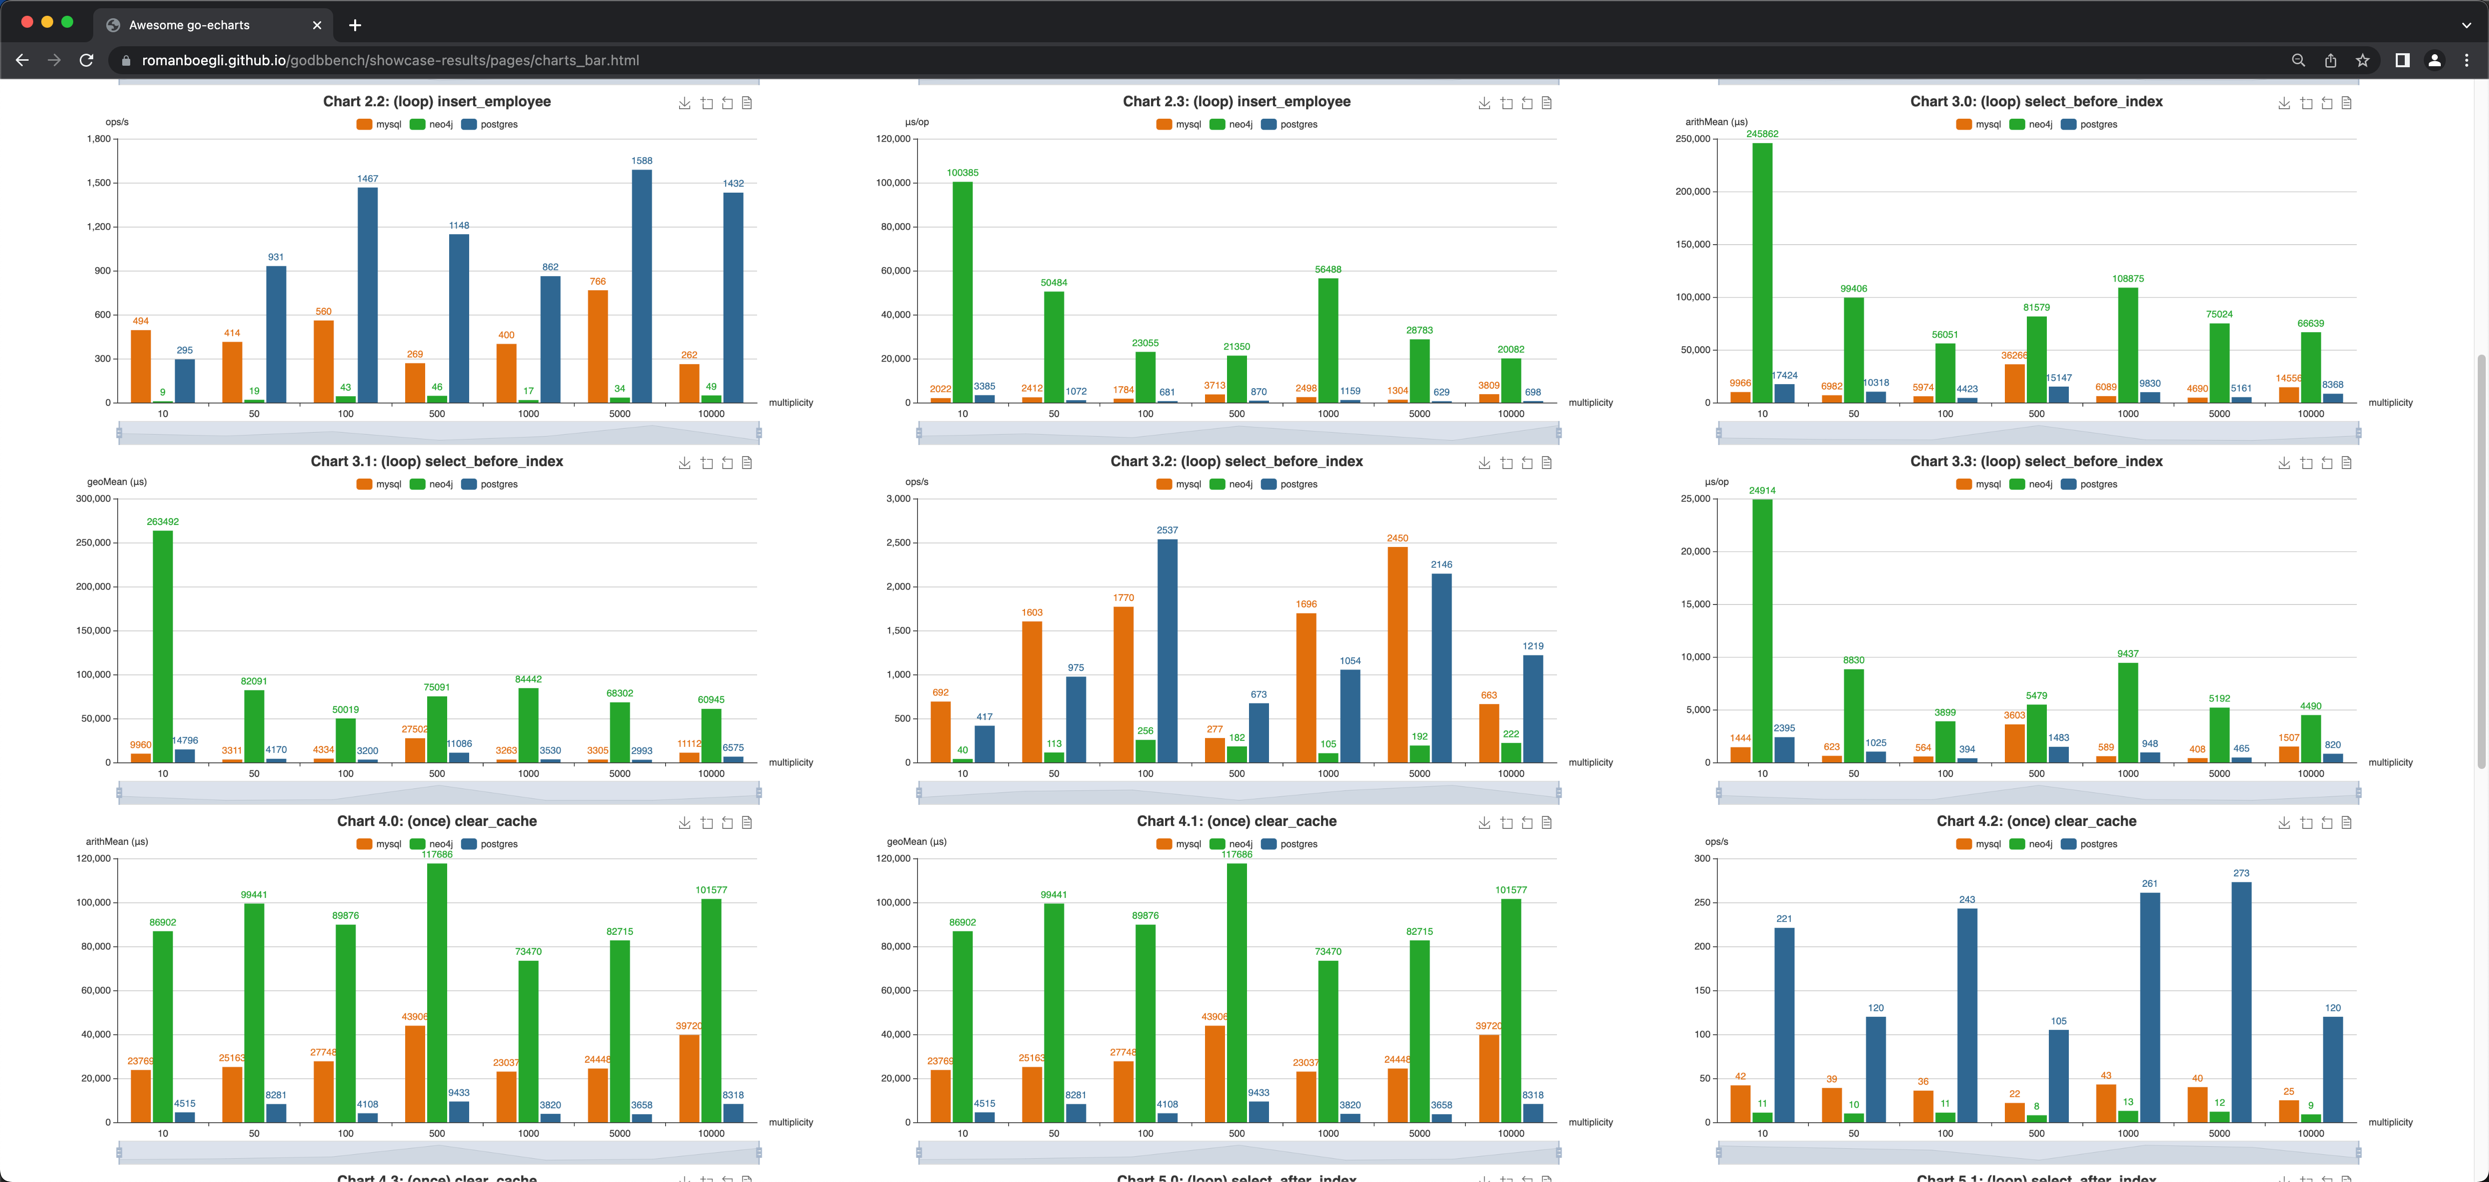 Awesome go-echarts
romanboegli.github.io/godbbench/showcase-results/pages/charts_bar.html
Chart 2.2: (loop) insert_employee
mysql neo4j postgres
ops/s
1,800
1,500
1,200
900
600
300
0
494 414 560 269 400 766 262
9 19 43 46 17 34 49
295 931 1467 1148 862 1588 1432
10 50 100 500 1000 5000 10000
multiplicity
Chart 2.3: (loop) insert_employee
mysql neo4j postgres
µs/op
120,000
100,000
80,000
60,000
40,000
20,000
0
2022 2412 1784 3713 2498 1304 3809
100385 50484 23055 21350 56488 28783 20082
3385 1072 681 870 1159 629 698
10 50 100 500 1000 5000 10000
multiplicity
Chart 3.0: (loop) select_before_index
mysql neo4j postgres
arithMean (µs)
250,000
200,000
150,000
100,000
50,000
0
9966 6982 5974 36266 6089 4690 14556
245862 99406 56051 81579 108875 75024 66639
17424 10318 4423 15147 9830 5161 8368
10 50 100 500 1000 5000 10000
multiplicity
Chart 3.1: (loop) select_before_index
mysql neo4j postgres
geoMean (µs)
300,000
250,000
200,000
150,000
100,000
50,000
0
9960 3311 4334 27502 3263 3305 11112
263492 82091 50019 75091 84442 68302 60945
14796 4170 3200 11086 3530 2993 6575
10 50 100 500 1000 5000 10000
multiplicity
Chart 3.2: (loop) select_before_index
mysql neo4j postgres
ops/s
3,000
2,500
2,000
1,500
1,000
500
0
692 1603 1770 277 1696 2450 663
40 113 256 182 105 192 222
417 975 2537 673 1054 2146 1219
10 50 100 500 1000 5000 10000
multiplicity
Chart 3.3: (loop) select_before_index
mysql neo4j postgres
µs/op
25,000
20,000
15,000
10,000
5,000
0
1444 623 564 3603 589 408 1507
24914 8830 3899 5479 9437 5192 4490
2395 1025 394 1483 948 465 820
10 50 100 500 1000 5000 10000
multiplicity
Chart 4.0: (once) clear_cache
mysql neo4j postgres
arithMean (µs)
120,000
100,000
80,000
60,000
40,000
20,000
0
23769 25163 27748 43906 23037 24448 39720
86902 99441 89876 117686 73470 82715 101577
4515 8281 4108 9433 3820 3658 8318
10 50 100 500 1000 5000 10000
multiplicity
Chart 4.1: (once) clear_cache
mysql neo4j postgres
geoMean (µs)
120,000
100,000
80,000
60,000
40,000
20,000
0
23769 25163 27748 43906 23037 24448 39720
86902 99441 89876 117686 73470 82715 101577
4515 8281 4108 9433 3820 3658 8318
10 50 100 500 1000 5000 10000
multiplicity
Chart 4.2: (once) clear_cache
mysql neo4j postgres
ops/s
300
250
200
150
100
50
0
42 39 36 22 43 40 25
11 10 11 8 13 12 9
221 120 243 105 261 273 120
10 50 100 500 1000 5000 10000
multiplicity
Chart 4.3: (once) clear_cache
Chart 5.0: (loop) select_after_index
Chart 5.1: (loop) select_after_index